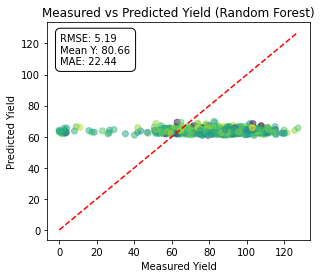 Measured vs Predicted Yield (Random Forest)
RMSE: 5.19
Mean Y: 80.66
MAE: 22.44
120
100
80
60
40
20
0
Predicted Yield
0 20 40 60 80 100 120
Measured Yield